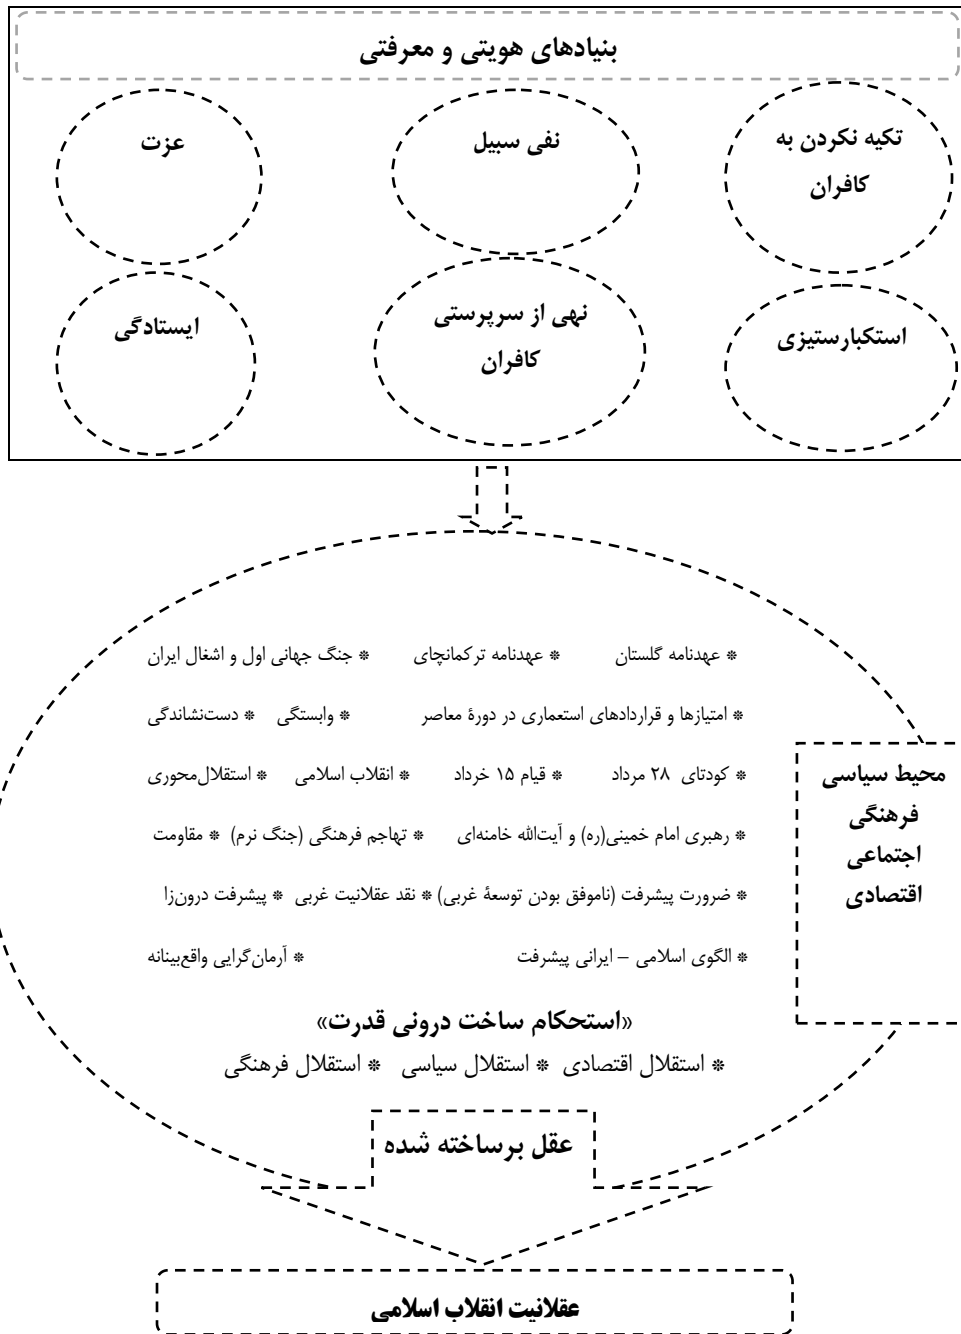 بنیادهای هویتی و معرفتی
تکیه نکردن به
کافران
نفی سبیل
عزت
استکبارستیزی
نهی از سرپرستی
کافران
ایستادگی
* عهدنامه گلستان * عهدنامه ترکمانچای * جنگ جهانی اول و اشغال ایران
* امتیازها و قراردادهای استعماری در دورۀ معاصر * وابستگی * دست‌نشاندگی
* کودتای ۲۸ مرداد * قیام ۱۵ خرداد * انقلاب اسلامی * استقلال‌محوری
* رهبری امام خمینی(ره) و آیت‌الله خامنه‌ای * تهاجم فرهنگی (جنگ نرم) * مقاومت
* ضرورت پیشرفت (ناموفق بودن توسعۀ غربی) * نقد عقلانیت غربی * پیشرفت درون‌زا
* الگوی اسلامی – ایرانی پیشرفت * آرمان‌گرایی واقع‌بینانه
«استحکام ساخت درونی قدرت»
* استقلال اقتصادی * استقلال سیاسی * استقلال فرهنگی
محیط سیاسی
فرهنگی
اجتماعی
اقتصادی
عقل برساخته شده
عقلانیت انقلاب اسلامی